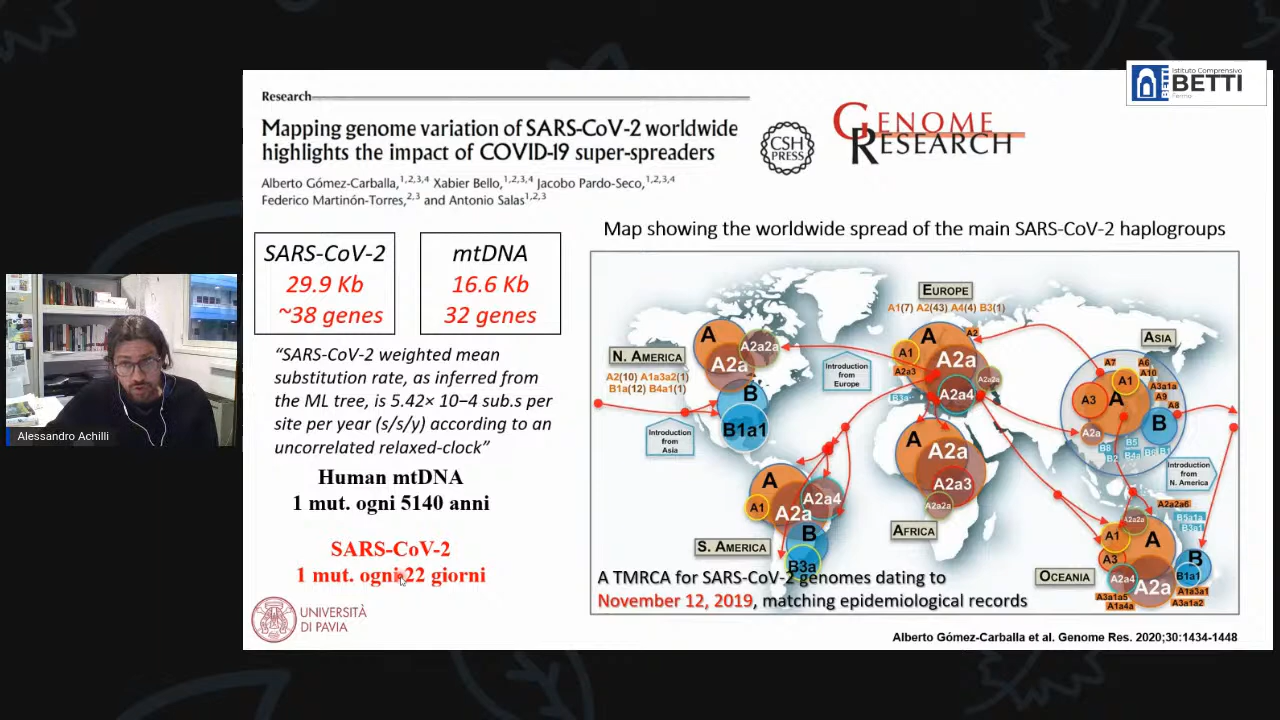 Istituto Comprensivo
BETTI
BETTI
Fermo
Research
Mapping genome variation of SARS-CoV-2 worldwide
highlights the impact of COVID-19 super-spreaders
Alberto Gómez-Carballa,1,2,3,4 Xabier Bello,1,2,3,4 Jacobo Pardo-Seco,1,2,3,4
Federico Martinón-Torres,2,3 and Antonio Salas1,2,3
CSH
PRESS
GENOME
RESEARCH
SARS-CoV-2
29.9 Kb
~38 genes
mtDNA
16.6 Kb
32 genes
“SARS-CoV-2 weighted mean
substitution rate, as inferred from
the ML tree, is 5.42× 10–4 sub.s per
site per year (s/s/y) according to an
uncorrelated relaxed-clock”
Human mtDNA
1 mut. ogni 5140 anni
SARS-CoV-2
1 mut. ogni 22 giorni
UNIVERSITÀ
DI PAVIA
Alessandro Achilli
Map showing the worldwide spread of the main SARS-CoV-2 haplogroups
N. AMERICA
A2(10) A1a3a2(1)
B1a(12) B4a1(1)
A
A2a2a
A2a
B
B1a1
Introduction
from
Asia
Introduction
from
Europe
EUROPE
A1(7) A2(43) A4(4) B3(1)
A
A2
A1
A2a
A2a3
A2a2a
A2a4
B3a
ASIA
A7
A6
A10
A1
A3a1a
A3
A
A9
A8
B
A2a
B5
B8
B4a
B6
B1
B2
Introduction
from
N. America
S. AMERICA
A
A2a4
A1
A2a
B
B3a
AFRICA
A
A2a
A2a3
A2a2a
OCEANIA
A2a2a6
A2a2a
B5a1a
B3a1
A1
A
A3
B
A2a4
B1a1
A2a
A3a1a5
A1a3a1
A1a4a
A3a1a2
A TMRCA for SARS-CoV-2 genomes dating to
November 12, 2019, matching epidemiological records
Alberto Gómez-Carballa et al. Genome Res. 2020;30:1434-1448